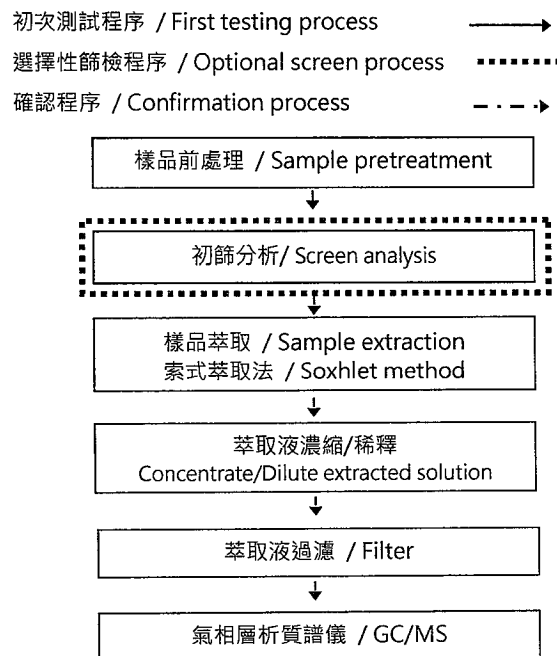 初次測試程序 / First testing process
選擇性篩檢程序 / Optional screen process
確認程序 / Confirmation process
樣品前處理 / Sample pretreatment
初篩分析/ Screen analysis
樣品萃取 / Sample extraction
索式萃取法 / Soxhlet method
萃取液濃縮/稀釋
Concentrate/Dilute extracted solution
萃取液過濾 / Filter
氣相層析質譜儀 / GC/MS